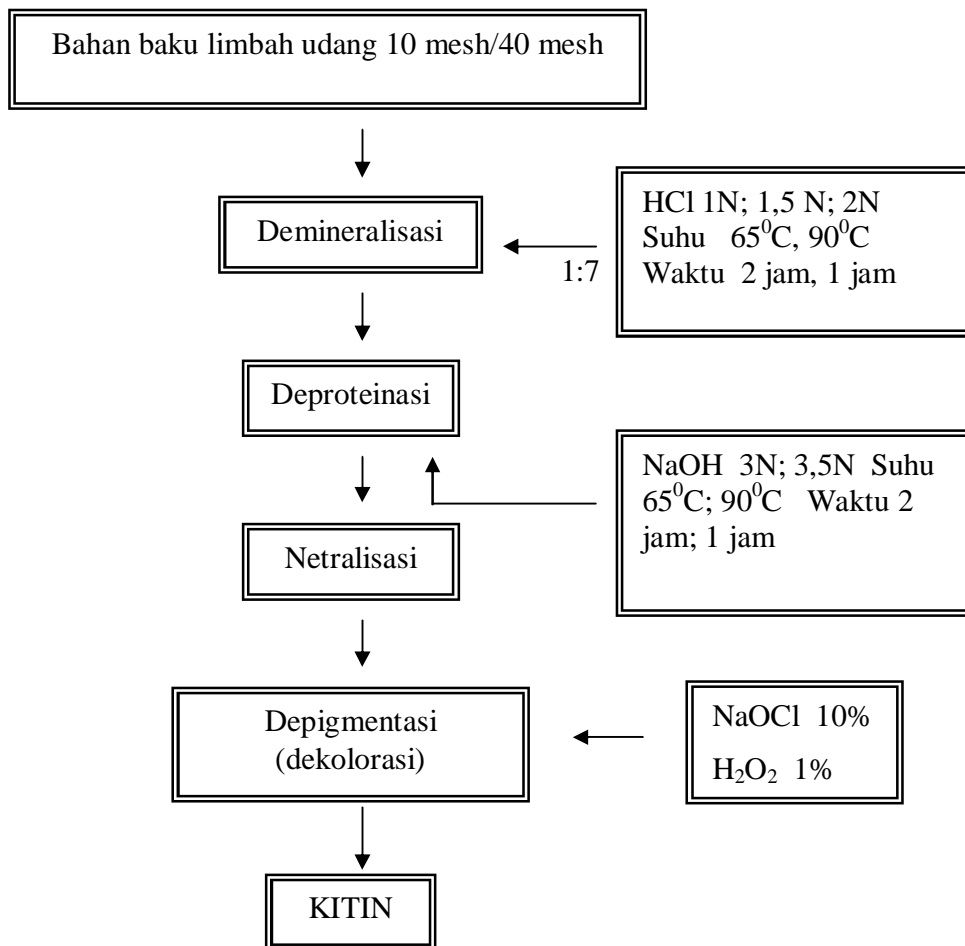 Bahan baku limbah udang 10 mesh/40 mesh
Demineralisasi
1:7
HCl 1N; 1,5 N; 2N
Suhu 65⁰C, 90⁰C
Waktu 2 jam, 1 jam
Deproteinasi
NaOH 3N; 3,5N Suhu
65⁰C; 90⁰C Waktu 2
jam; 1 jam
Netralisasi
Depigmentasi
(dekolorasi)
NaOCl 10%
H₂O₂ 1%
KITIN